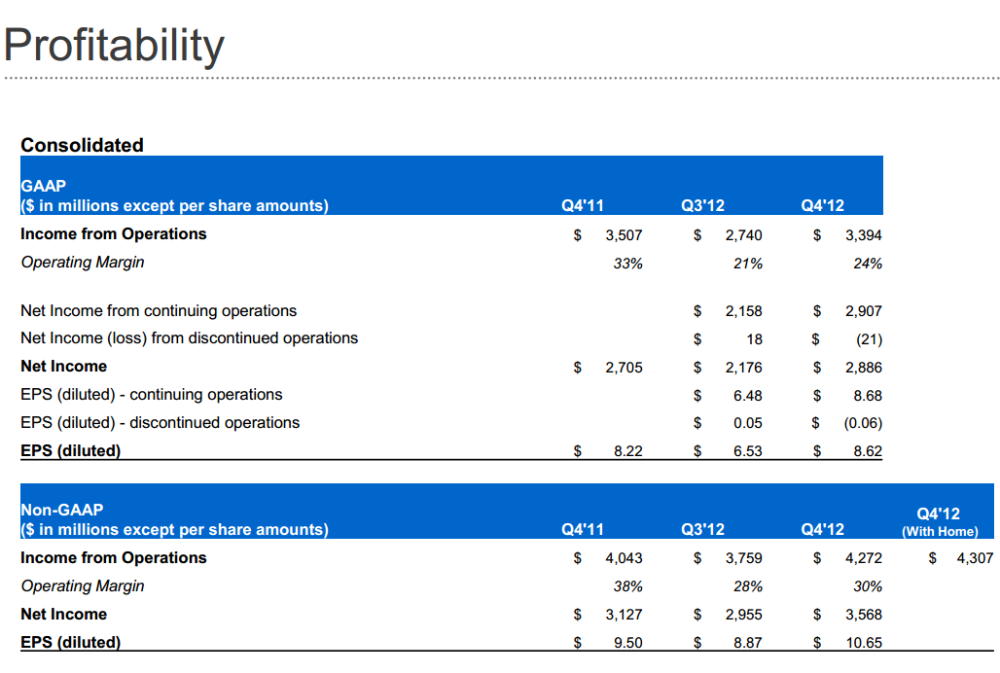 Profitability
Consolidated
GAAP
($ in millions except per share amounts) Q4'11 Q3'12 Q4'12
Income from Operations $ 3,507 $ 2,740 $ 3,394
Operating Margin 33% 21% 24%
Net Income from continuing operations $ 2,158 $ 2,907
Net Income (loss) from discontinued operations $ 18 $ (21)
Net Income $ 2,705 $ 2,176 $ 2,886
EPS (diluted) - continuing operations $ 6.48 $ 8.68
EPS (diluted) - discontinued operations $ 0.05 $ (0.06)
EPS (diluted) $ 8.22 $ 6.53 $ 8.62
Non-GAAP Q4'12
($ in millions except per share amounts) Q4'11 Q3'12 Q4'12 (With Home)
Income from Operations $ 4,043 $ 3,759 $ 4,272 $ 4,307
Operating Margin 38% 28% 30%
Net Income $ 3,127 $ 2,955 $ 3,568
EPS (diluted) $ 9.50 $ 8.87 $ 10.65